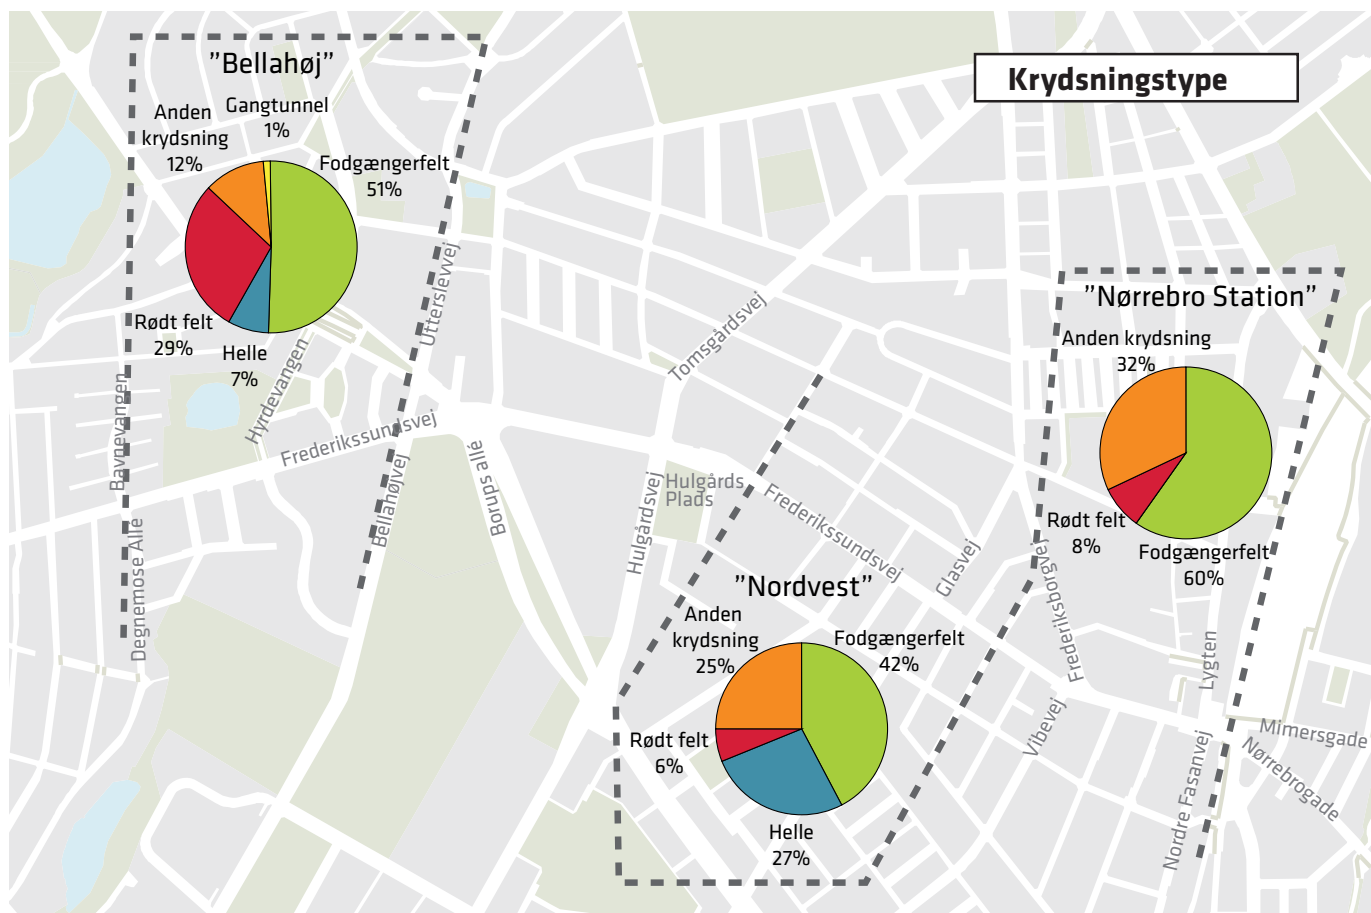 Krydsningstype
"Bellahøj"
Gangtunnel
1%
Anden
krydsning
12%
Fodgængerfelt
51%
Rødt felt
29%
Helle
7%
"Nørrebro Station"
Anden krydsning
32%
Rødt felt
8%
Fodgængerfelt
60%
"Nordvest"
Anden
krydsning
25%
Fodgængerfelt
42%
Rødt felt
6%
Helle
27%
Utterslevvej
Tomsgårdsvej
Hyrdevangen
Bavnevangen
Frederikssundsvej
Bellahøjvej
Borups allé
Degnemose Alle
Hulgårdsvej
Hulgårds
Plads
Frederikssundsvej
Glasvej
Frederiksborgvej
Vibevej
Lygten
Nordre Fasanvej
Mimersgade
Nørrebrogade